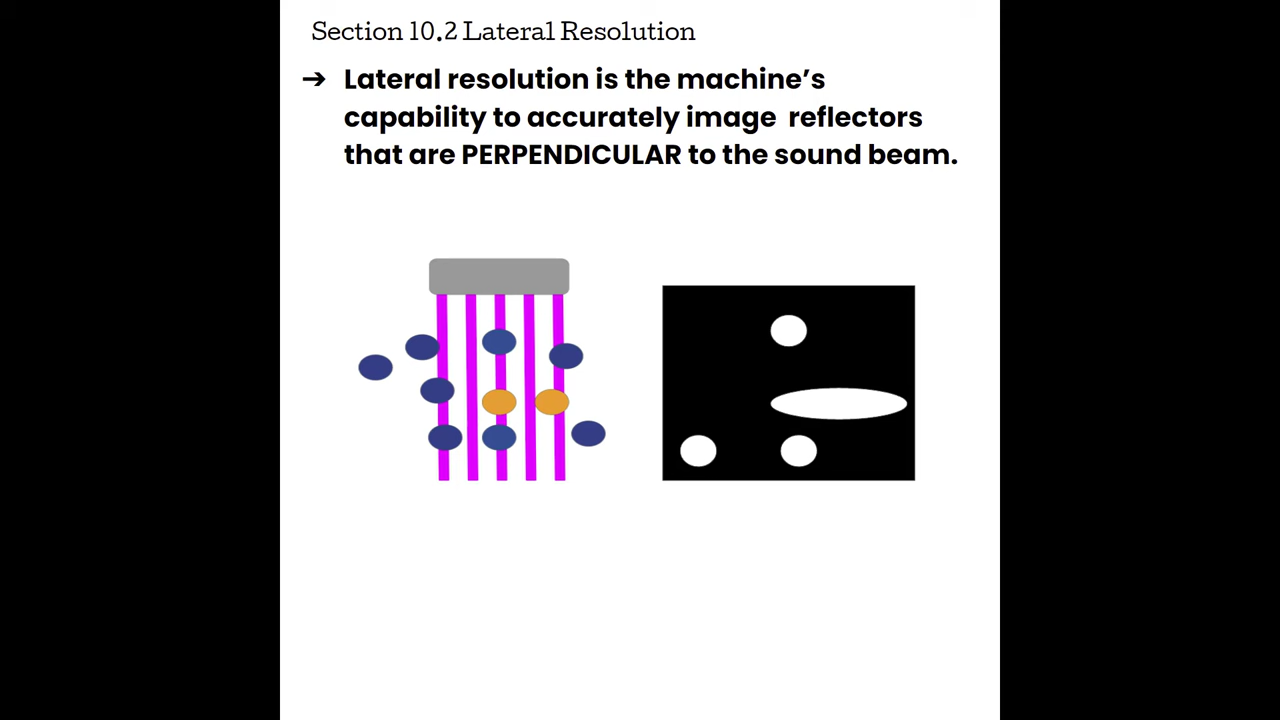 Section 10.2 Lateral Resolution
➔ Lateral resolution is the machine’s
capability to accurately image reflectors
that are PERPENDICULAR to the sound beam.